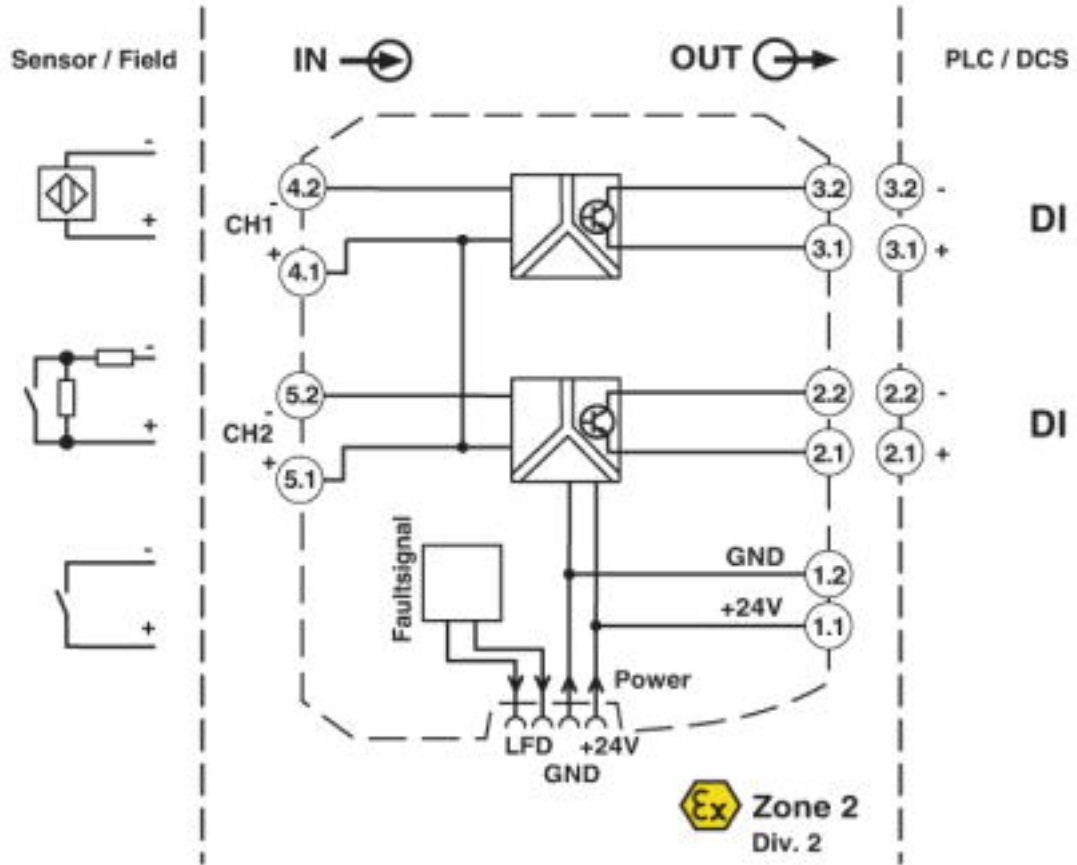 Sensor / Field
IN
OUT
PLC / DCS
-
+
CH1
-
+
4.2
4.1
3.2
3.1
3.2 -
3.1 +
DI
-
+
CH2
-
+
5.2
5.1
2.2
2.1
2.2 -
2.1 +
DI
-
+
Faultsignal
GND
1.2
+24V
1.1
Power
LFD
+24V
GND
Ex
Zone 2
Div. 2